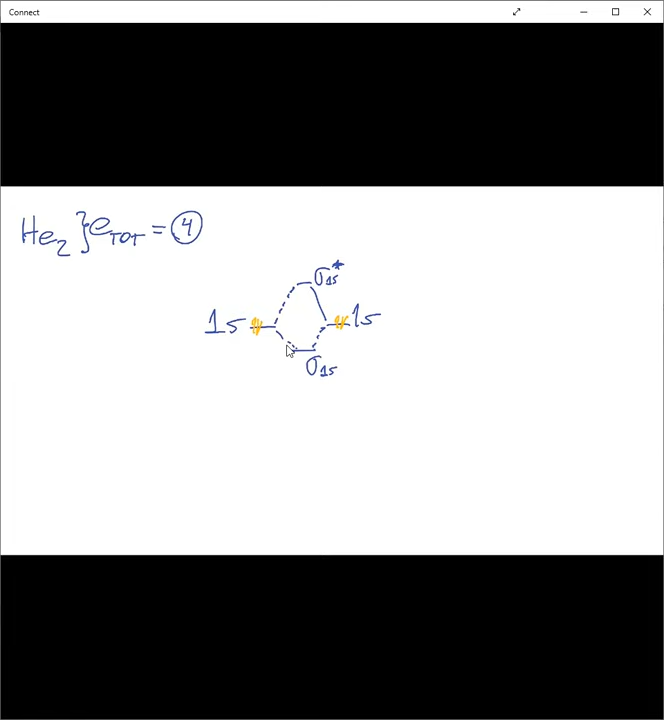 Connect
He2 } eTOT = 4
σ1s*
1s 1s
σ1s